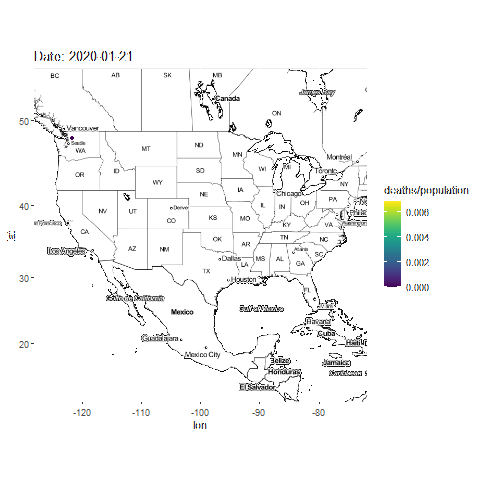 Date: 2020-01-21
BC
AB
SK
MB
James Bay
Canada
50
Vancouver
Seattle
WA
MT
ND
MN
Montréal
OR
ID
SD
WI
MI
Toronto
NY
WY
Chicago
PA
40
NV
UT
Denver
CO
NE
IA
IL
IN
OH
KS
MO
KY
VA
CA
Los Angeles
AZ
NM
OK
AR
TN
NC
Atlanta
SC
30
TX
Dallas
LA
MS
AL
GA
Houston
FL
Golfo de California
Gulf of Mexico
Miami
Mexico
Havana
Cuba
20
Guadalajara
Mexico City
Haiti
Belize
Jamaica
Honduras
Caribbean S
El Salvador
lat
-120
-110
-100
-90
-80
lon
deaths/population
0.006
0.004
0.002
0.000